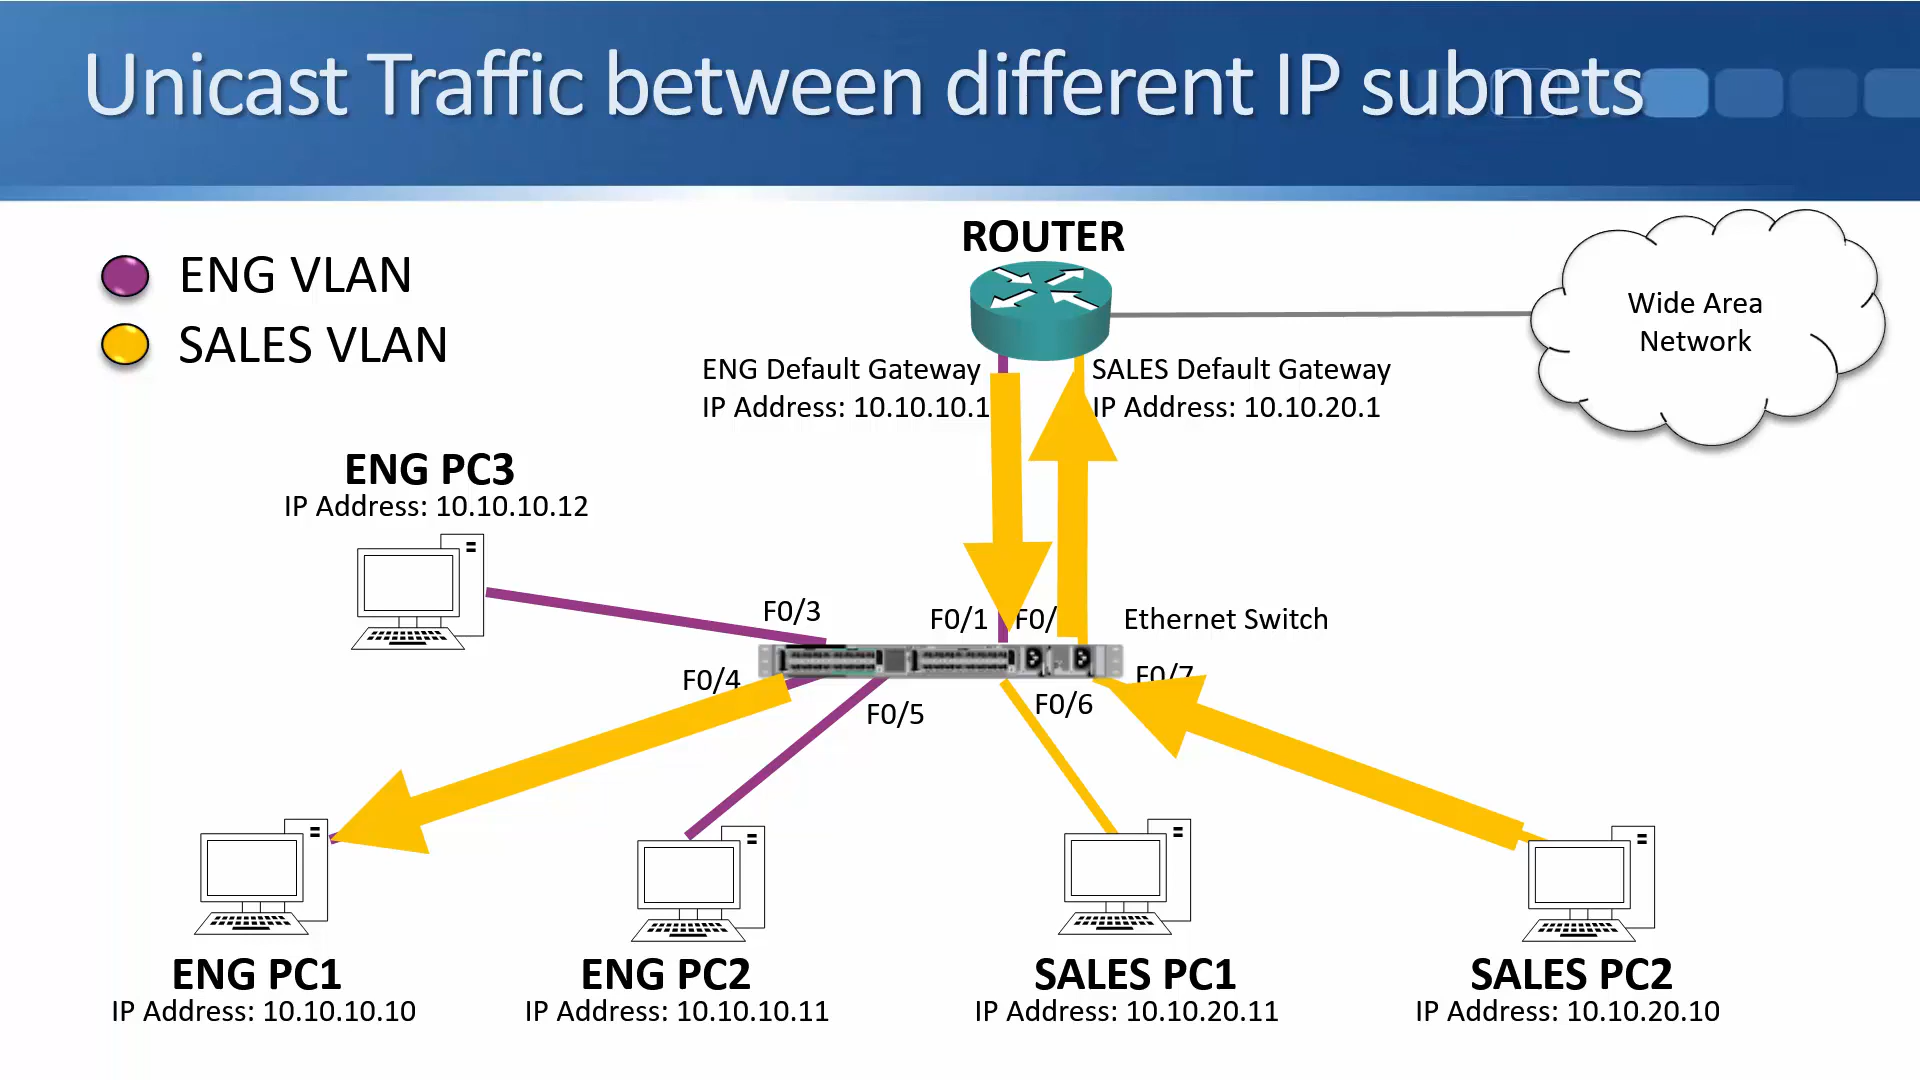 Unicast Traffic between different IP subnets
ROUTER
ENG VLAN
SALES VLAN
Wide Area
Network
ENG Default Gateway
IP Address: 10.10.10.1
SALES Default Gateway
IP Address: 10.10.20.1
ENG PC3
IP Address: 10.10.10.12
F0/3
F0/1
F0/
Ethernet Switch
F0/4
F0/7
F0/5
F0/6
ENG PC1
IP Address: 10.10.10.10
ENG PC2
IP Address: 10.10.10.11
SALES PC1
IP Address: 10.10.20.11
SALES PC2
IP Address: 10.10.20.10